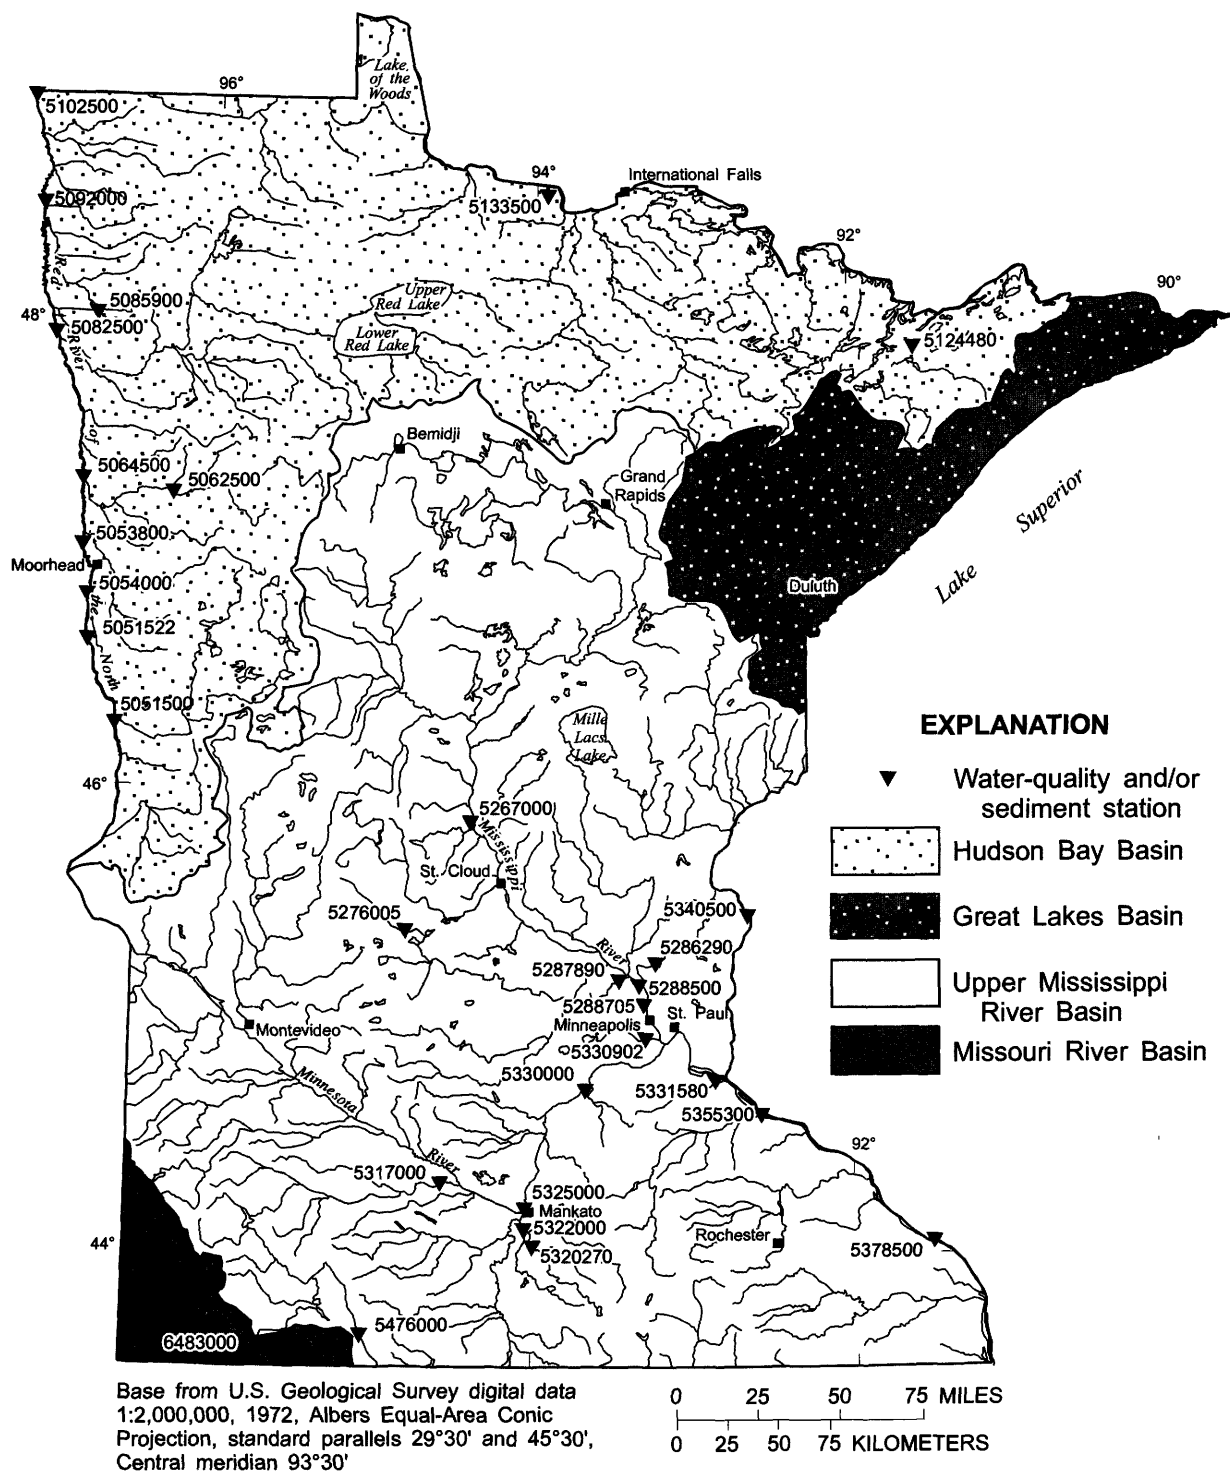 Lake
of the
Woods
96°
5102500
94°
International Falls
5092000
5133500
92°
Red
90°
Upper
Red Lake
5085900
48°
5082500
Lower
Red Lake
River
5124480
of
Bemidji
5064500
5062500
Grand
Rapids
Superior
5053800
Moorhead
5054000
the
Duluth
Lake
5051522
North
5051500
Mille
Lacs
Lake
EXPLANATION
46°
Water-quality and/or
sediment station
5267000
Mississippi
Hudson Bay Basin
St. Cloud
5276005
5340500
Great Lakes Basin
River
5286290
5287890
5288500
Upper Mississippi
River Basin
5288705
St. Paul
Minneapolis
Montevideo
5330902
Missouri River Basin
5330000
Minnesota
5331580
5355300
92°
River
5317000
5325000
Mankato
5322000
Rochester
44°
5378500
5320270
5476000
6483000
Base from U.S. Geological Survey digital data
1:2,000,000, 1972, Albers Equal-Area Conic
Projection, standard parallels 29°30' and 45°30',
Central meridian 93°30'
0 25 50 75 MILES
0 25 50 75 KILOMETERS